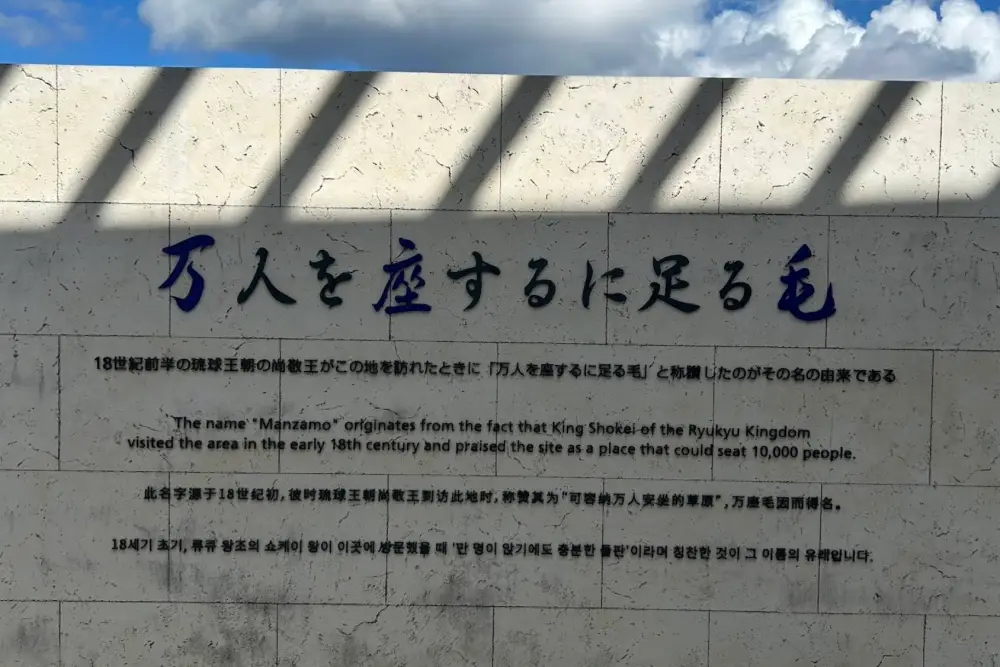 万人を座するに足る毛
18世紀前半の琉球王朝の尚敬王がこの地を訪れたときに「万人を座するに足る毛」と称讃したのがその名の由来である
The name "Manzamo" originates from the fact that King Shokei of the Ryukyu Kingdom
visited the area in the early 18th century and praised the site as a place that could seat 10,000 people.
此名字源于18世纪初,彼时琉球王朝尚敬王到访此地时,称赞其为"可容纳万人安坐的草原",万座毛因而得名。
18세기 초기, 류큐 왕조의 쇼케이 왕이 이곳에 방문했을 때 '만 명이 앉기에도 충분한 들판'이라며 칭찬한 것이 그 이름의 유래입니다.